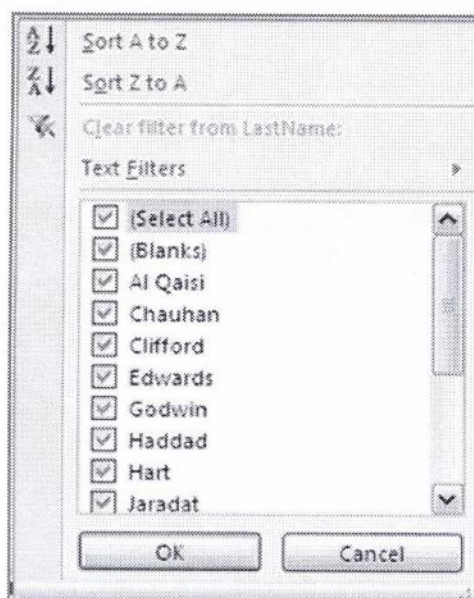 A
Z
Sort A to Z
Z
A
Sort Z to A
Clear filter from LastName:
Text Filters
(Select All)
(Blanks)
Al Qaisi
Chauhan
Clifford
Edwards
Godwin
Haddad
Hart
Jaradat
OK
Cancel